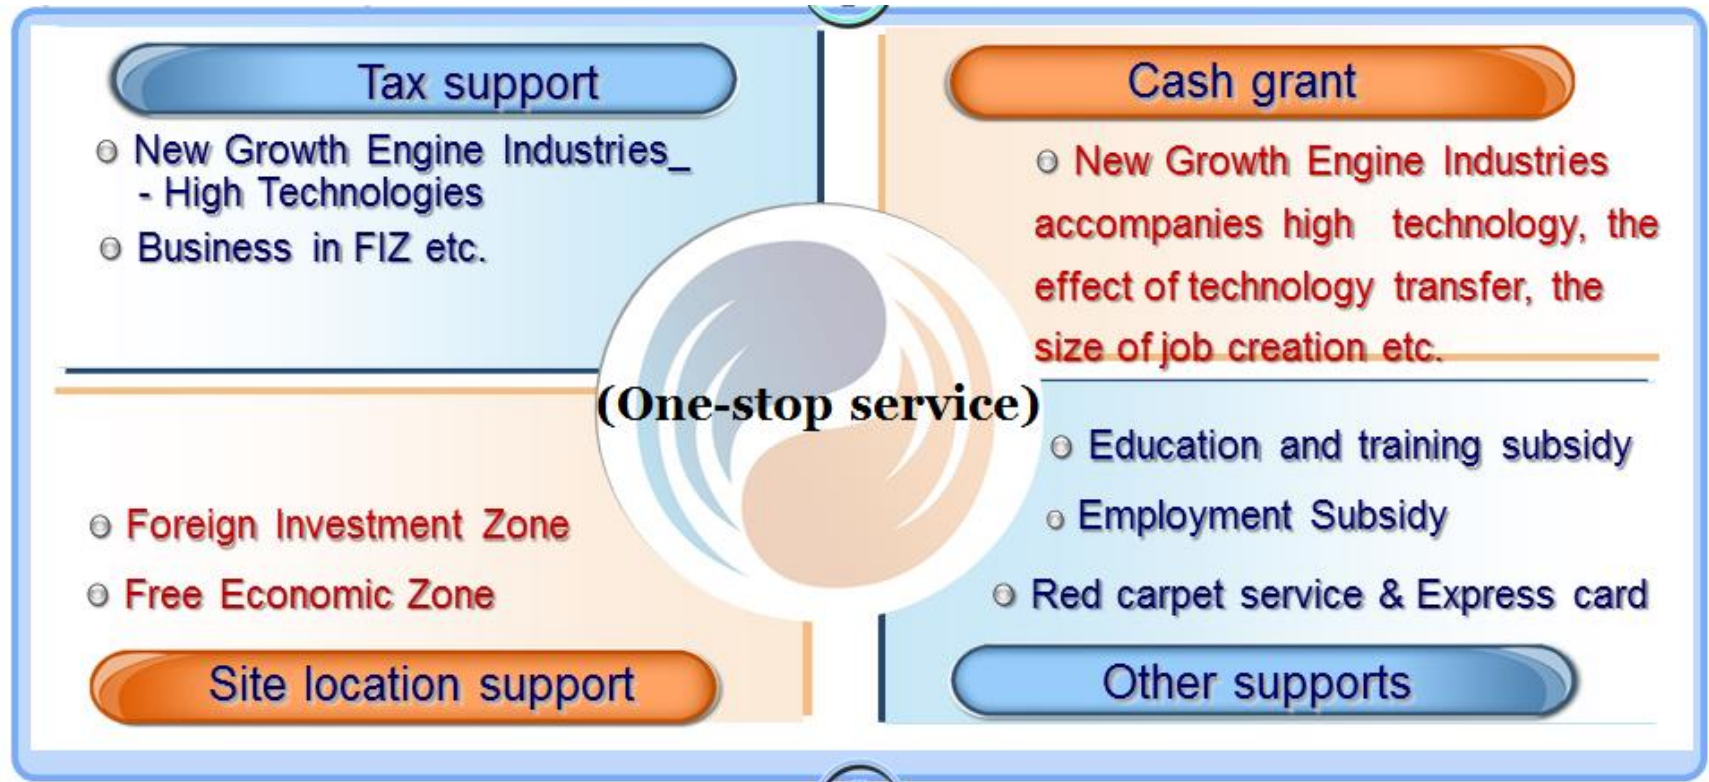 Tax support
New Growth Engine Industries_
- High Technologies
Business in FIZ etc.
Cash grant
New Growth Engine Industries
accompanies high technology, the
effect of technology transfer, the
size of job creation etc.
(One-stop service)
Foreign Investment Zone
Free Economic Zone
Site location support
Education and training subsidy
Employment Subsidy
Red carpet service & Express card
Other supports